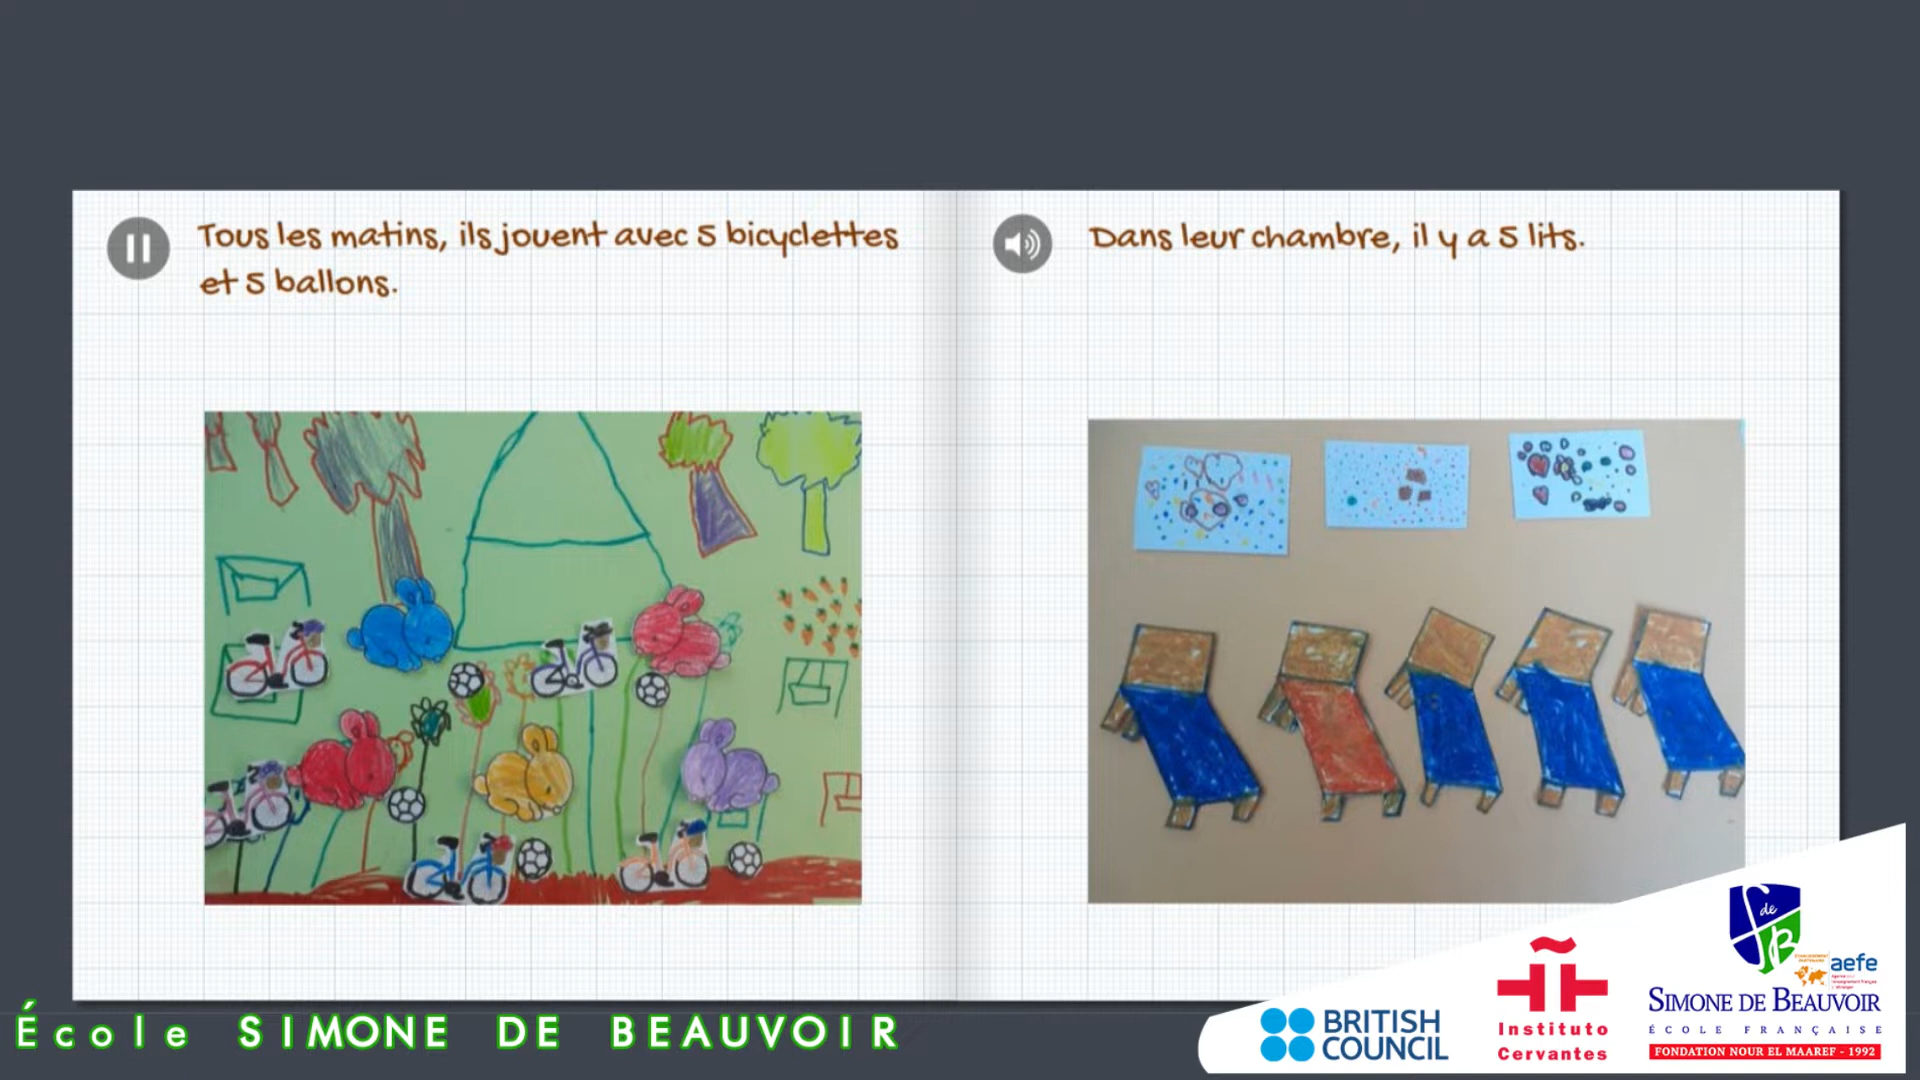 Tous les matins, ils jouent avec 5 bicyclettes
et 5 ballons.
Dans leur chambre, il y a 5 lits.
École SIMONE DE BEAUVOIR
BRITISH
COUNCIL
Instituto
Cervantes
de
B
aefe
SIMONE DE BEAUVOIR
ÉCOLE FRANÇAISE
FONDATION NOUR EL MAAREF - 1992